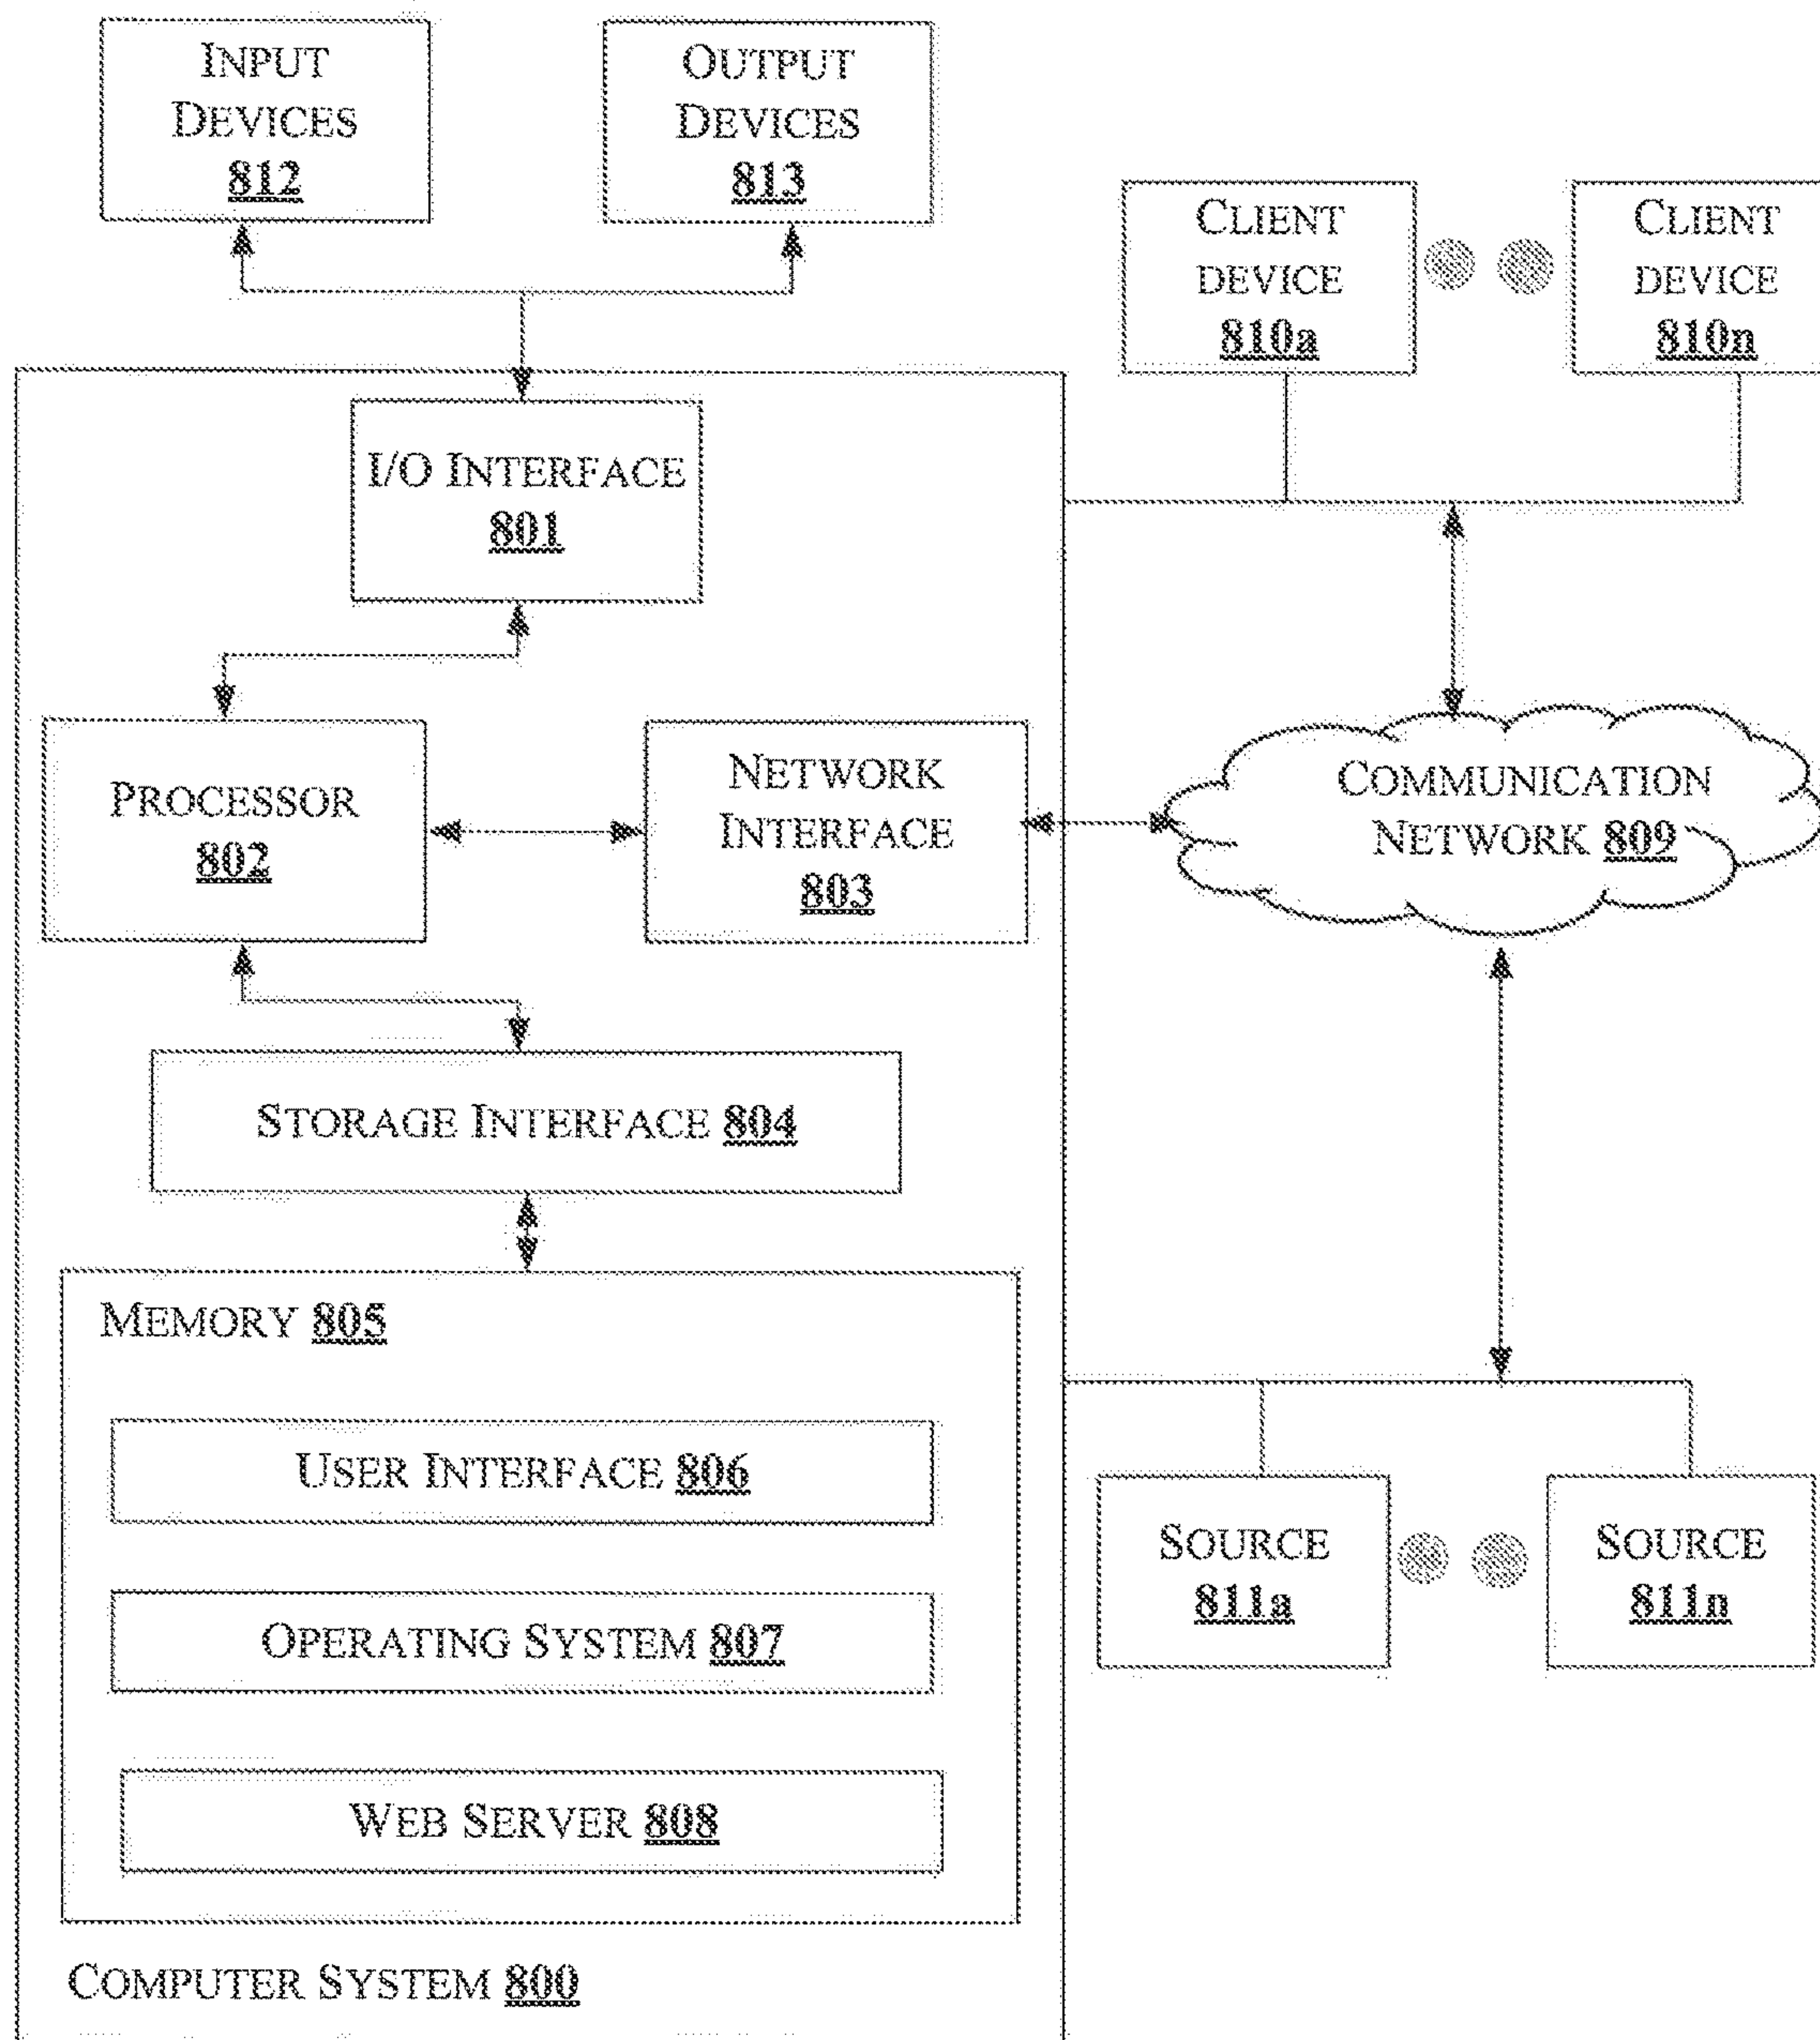 INPUT
DEVICES
812
OUTPUT
DEVICES
813
CLIENT
DEVICE
810a
CLIENT
DEVICE
810n
I/O INTERFACE
801
PROCESSOR
802
NETWORK
INTERFACE
803
COMMUNICATION
NETWORK 809
STORAGE INTERFACE 804
MEMORY 805
USER INTERFACE 806
OPERATING SYSTEM 807
WEB SERVER 808
SOURCE
811a
SOURCE
811n
COMPUTER SYSTEM 800